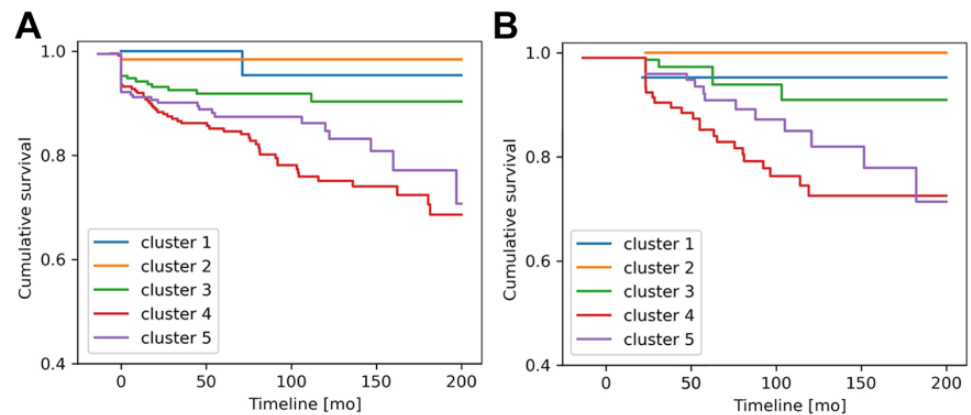 A
1.0
0.8
0.6
0.4
Cumulative survival
cluster 1
cluster 2
cluster 3
cluster 4
cluster 5
0 50 100 150 200
Timeline [mo]
B
1.0
0.8
0.6
0.4
Cumulative survival
cluster 1
cluster 2
cluster 3
cluster 4
cluster 5
0 50 100 150 200
Timeline [mo]